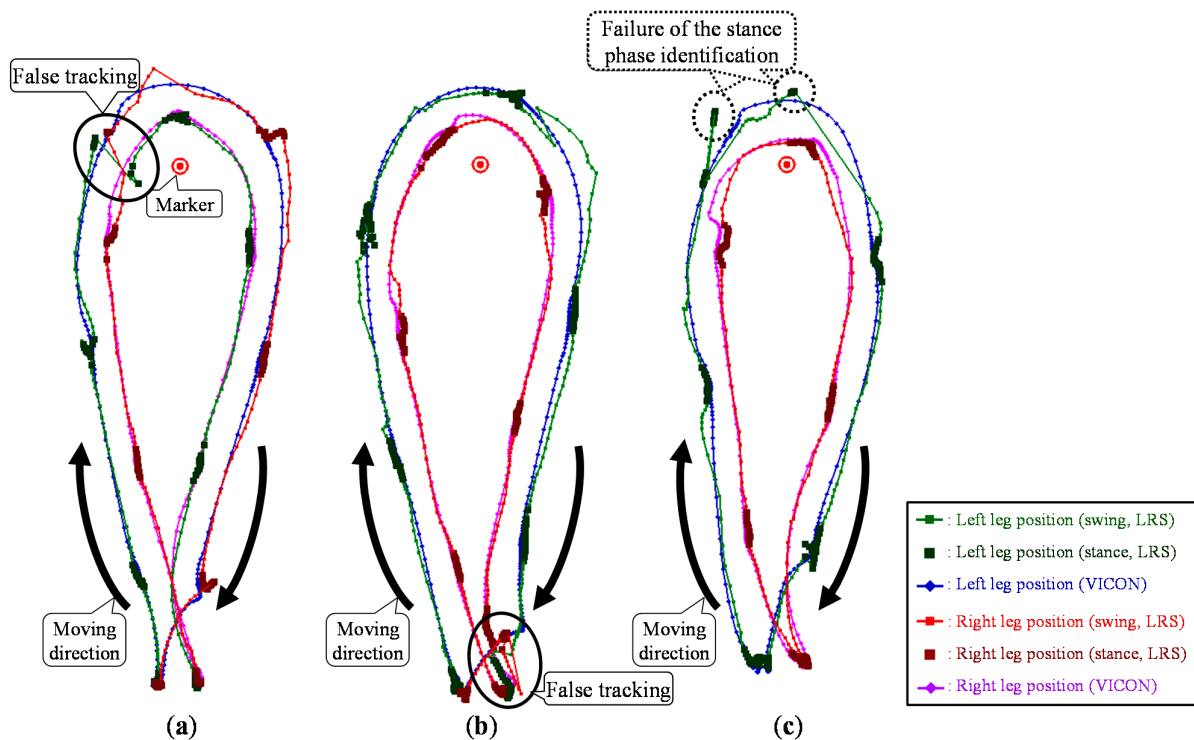 Failure of the stance
phase identification
False tracking
Marker
Moving
direction
Moving
direction
False tracking
Moving
direction
(a)
(b)
(c)
: Left leg position (swing, LRS)
: Left leg position (stance, LRS)
: Left leg position (VICON)
: Right leg position (swing, LRS)
: Right leg position (stance, LRS)
: Right leg position (VICON)